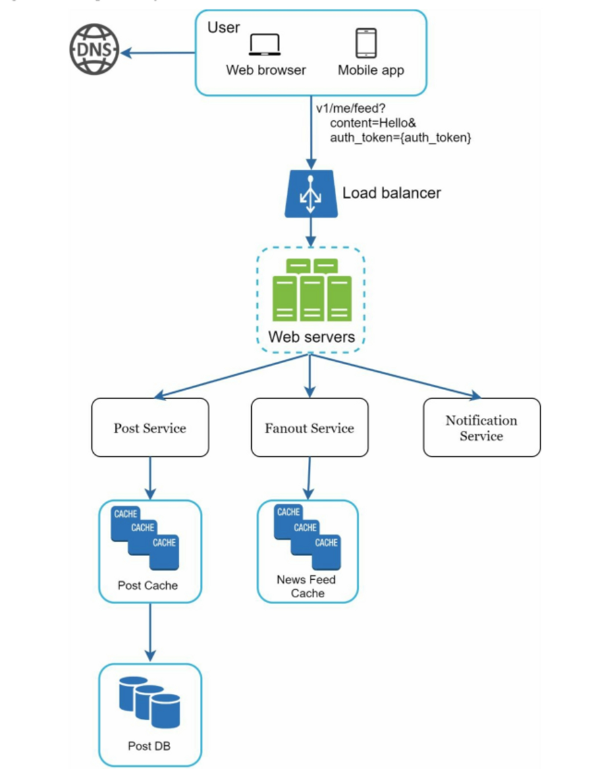 User
DNS
Web browser
Mobile app
v1/me/feed?
content=Hello&
auth_token={auth_token}
Load balancer
Web servers
Post Service
Fanout Service
Notification
Service
CACHE
CACHE
CACHE
Post Cache
CACHE
CACHE
CACHE
News Feed
Cache
Post DB